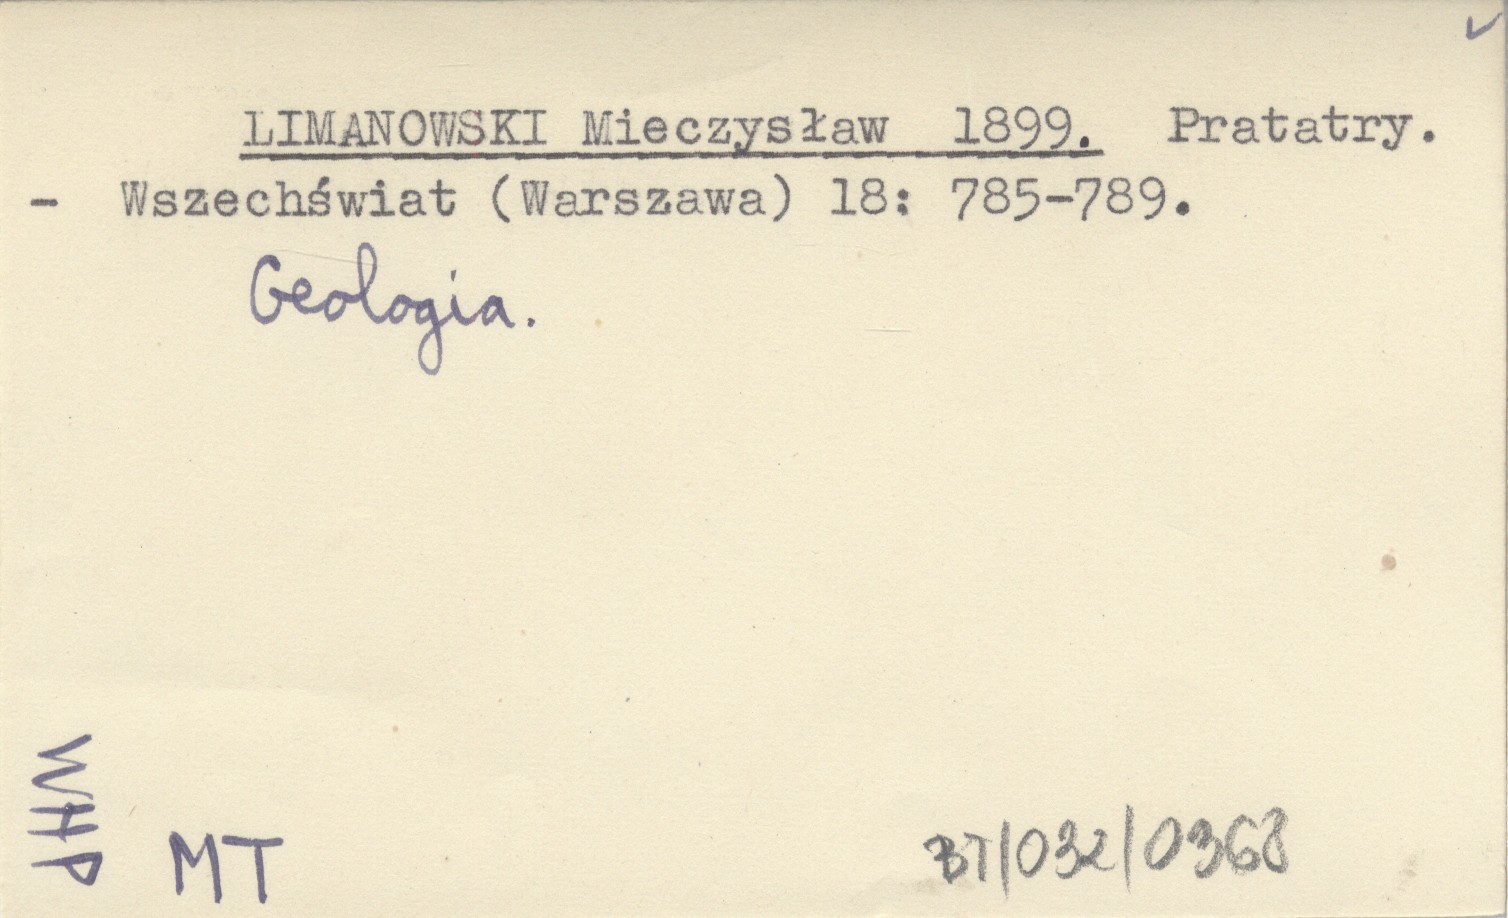 LIMANOWSKI Mieczysław 1899. Pratatry.
- Wszechświat (Warszawa) 18: 785-789.
Geologia.
WHP
MT
BT/032/0368